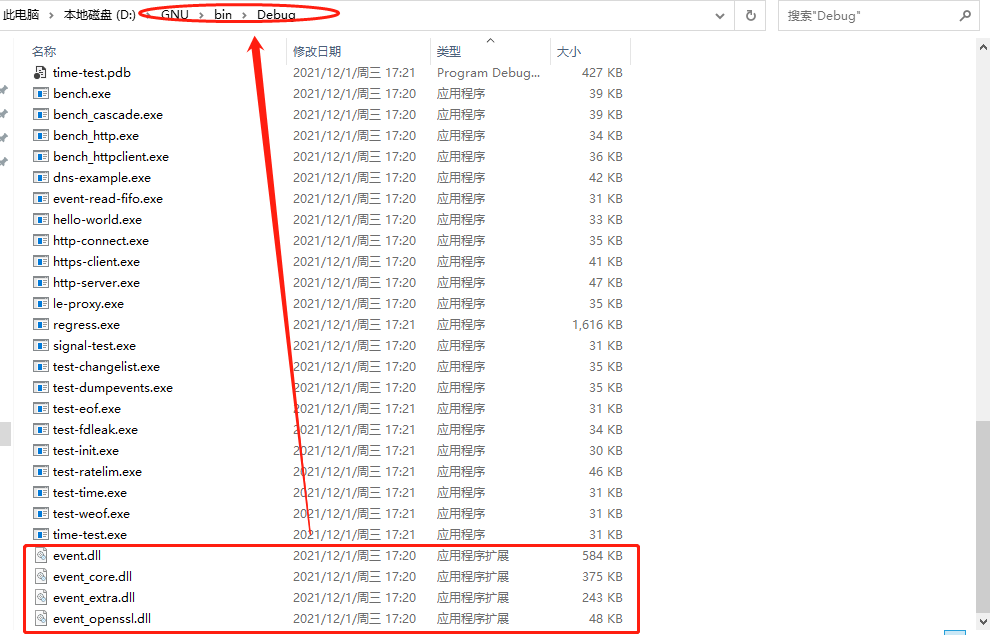 此电脑 › 本地磁盘 (D:) › GNU › bin › Debug 搜索"Debug"
名称 修改日期 类型 大小
time-test.pdb 2021/12/1/周三 17:21 Program Debug... 427 KB
bench.exe 2021/12/1/周三 17:20 应用程序 39 KB
bench_cascade.exe 2021/12/1/周三 17:20 应用程序 39 KB
bench_http.exe 2021/12/1/周三 17:20 应用程序 34 KB
bench_httpclient.exe 2021/12/1/周三 17:20 应用程序 36 KB
dns-example.exe 2021/12/1/周三 17:20 应用程序 42 KB
event-read-fifo.exe 2021/12/1/周三 17:20 应用程序 31 KB
hello-world.exe 2021/12/1/周三 17:20 应用程序 33 KB
http-connect.exe 2021/12/1/周三 17:20 应用程序 35 KB
https-client.exe 2021/12/1/周三 17:20 应用程序 41 KB
http-server.exe 2021/12/1/周三 17:20 应用程序 47 KB
le-proxy.exe 2021/12/1/周三 17:20 应用程序 35 KB
regress.exe 2021/12/1/周三 17:21 应用程序 1,616 KB
signal-test.exe 2021/12/1/周三 17:21 应用程序 31 KB
test-changelist.exe 2021/12/1/周三 17:21 应用程序 35 KB
test-dumpevents.exe 2021/12/1/周三 17:21 应用程序 35 KB
test-eof.exe 2021/12/1/周三 17:21 应用程序 31 KB
test-fdleak.exe 2021/12/1/周三 17:21 应用程序 34 KB
test-init.exe 2021/12/1/周三 17:21 应用程序 30 KB
test-ratelim.exe 2021/12/1/周三 17:21 应用程序 46 KB
test-time.exe 2021/12/1/周三 17:21 应用程序 31 KB
test-weof.exe 2021/12/1/周三 17:21 应用程序 31 KB
time-test.exe 2021/12/1/周三 17:21 应用程序 31 KB
event.dll 2021/12/1/周三 17:20 应用程序扩展 584 KB
event_core.dll 2021/12/1/周三 17:20 应用程序扩展 375 KB
event_extra.dll 2021/12/1/周三 17:20 应用程序扩展 243 KB
event_openssl.dll 2021/12/1/周三 17:20 应用程序扩展 48 KB